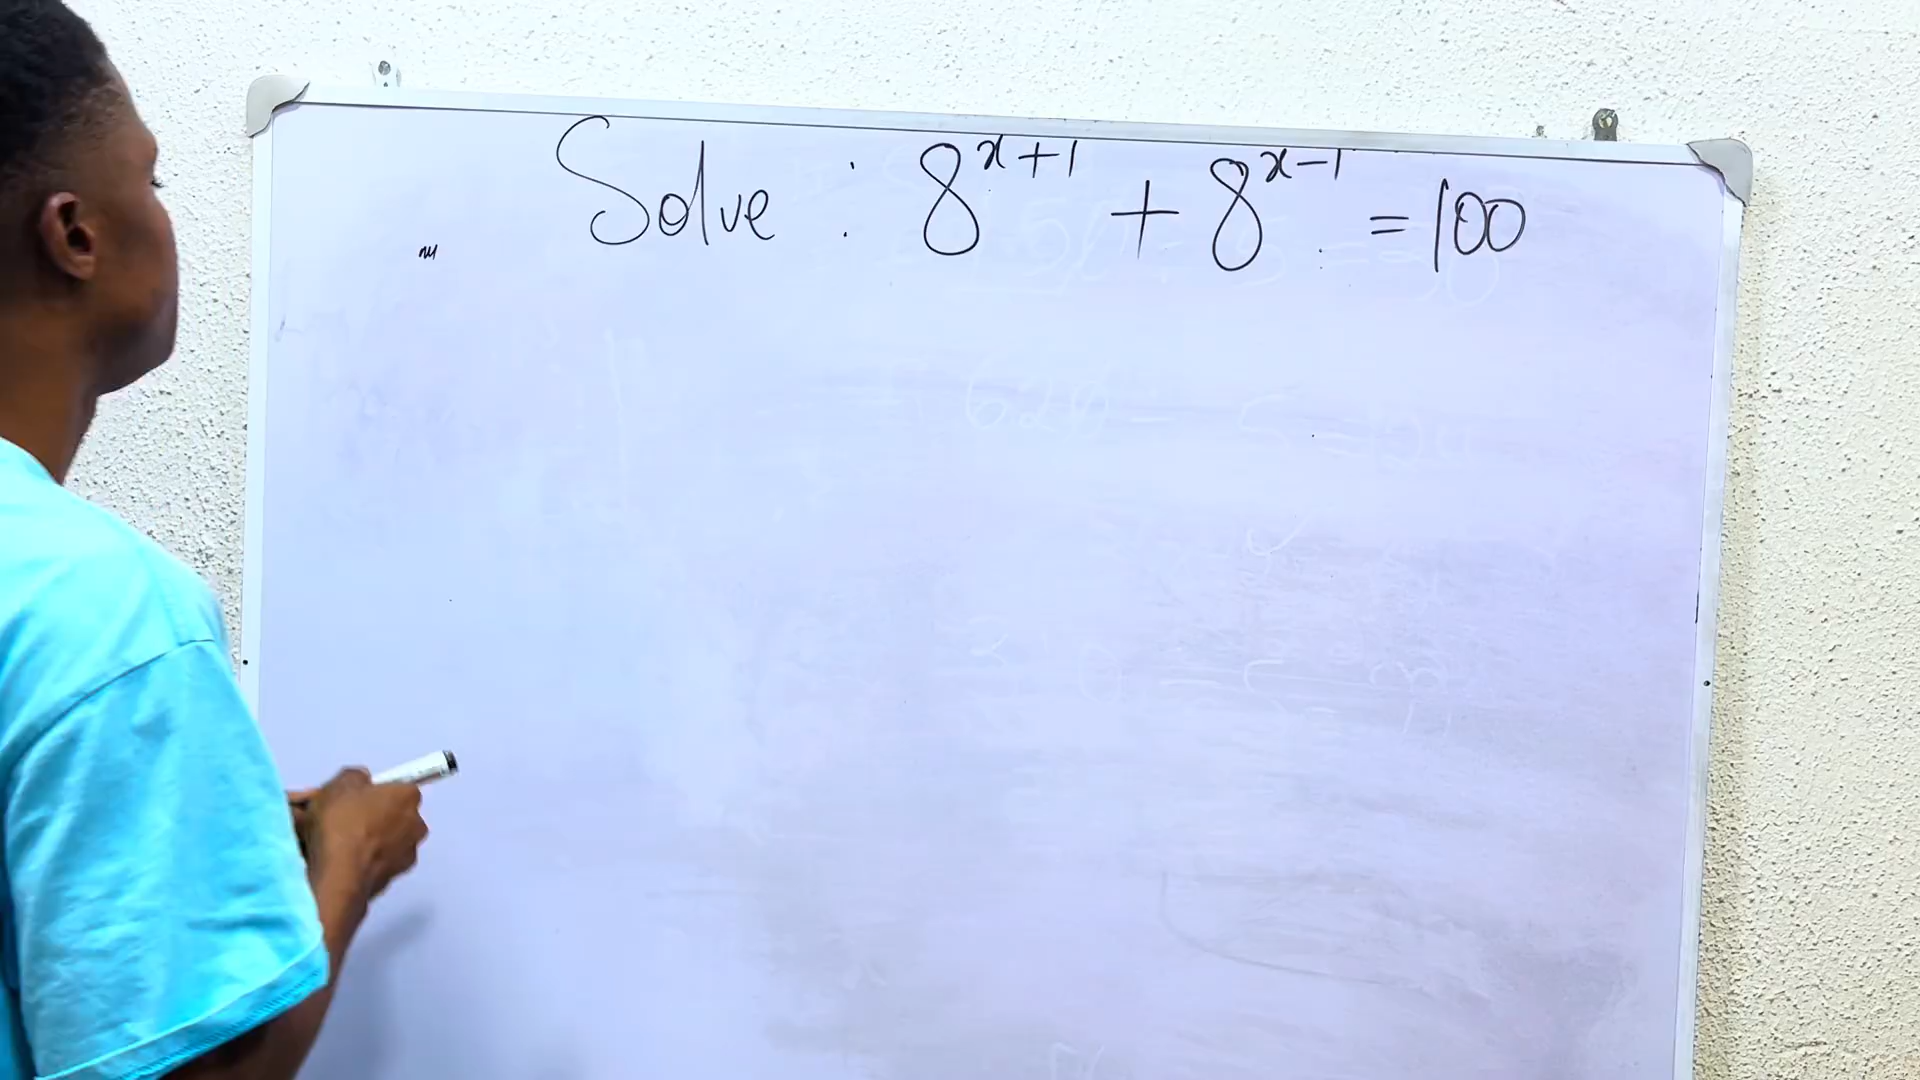 Solve : 8^{x+1} + 8^{x-1} = 100